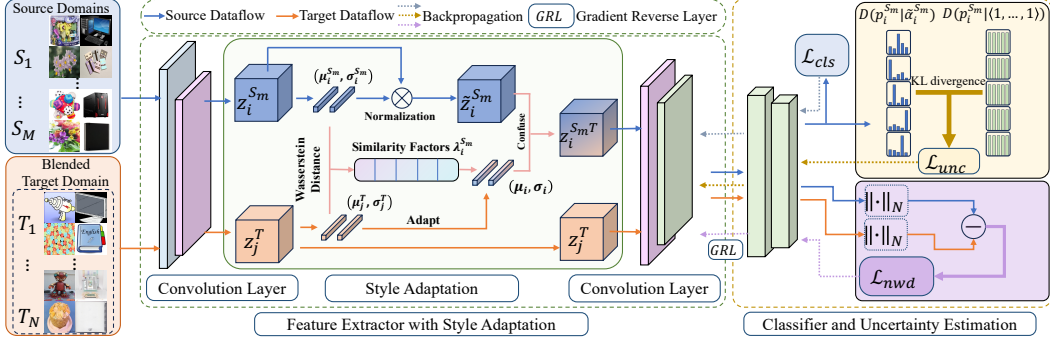 Source Domains
S_1
...
S_M
Blended
Target Domain
T_1
English
...
T_N
Source Dataflow
Target Dataflow
Backpropagation
GRL
Gradient Reverse Layer
z_i^{S_m}
(μ_i^{S_m}, σ_i^{S_m})
Normalization
z̃_i^{S_m}
Confuse
z_i^{S_mT}
Wasserstein
Distance
Similarity Factors λ_i^{S_m}
(μ_i, σ_i)
(μ_j^T, σ_j^T)
Adapt
z_j^T
z_j^T
Convolution Layer
Style Adaptation
Convolution Layer
Feature Extractor with Style Adaptation
GRL
ℒ_cls
D(p_i^{S_m}|α̃_i^{S_m})
D(p_i^{S_m}|⟨1, ..., 1⟩)
KL divergence
ℒ_unc
||·||_N
||·||_N
ℒ_nwd
Classifier and Uncertainty Estimation